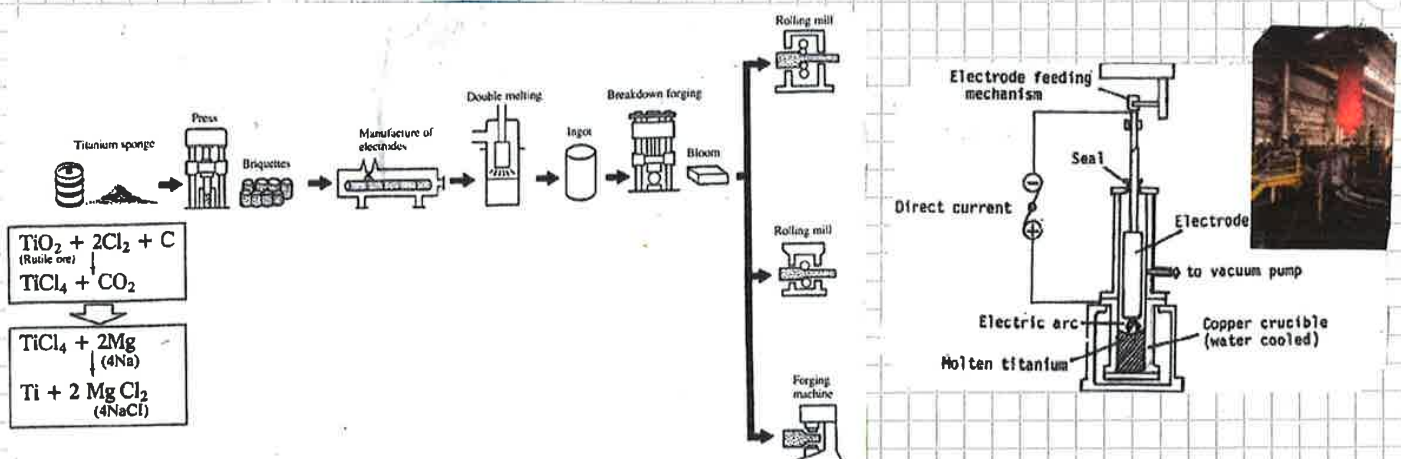 Rolling mill
Double melting
Breakdown forging
Press
Manufacture of
electrodes
Titanium sponge
Ingot
Briquettes
Bloom
TiO₂ + 2Cl₂ + C
(Rutile ore)
TiCl₄ + CO₂
TiCl₄ + 2Mg
(4Na)
Ti + 2 MgCl₂
(4NaCl)
Rolling mill
Forging
machine
Electrode feeding
mechanism
Seal
Direct current
Electrode
to vacuum pump
Electric arc
Copper crucible
(water cooled)
Molten titanium